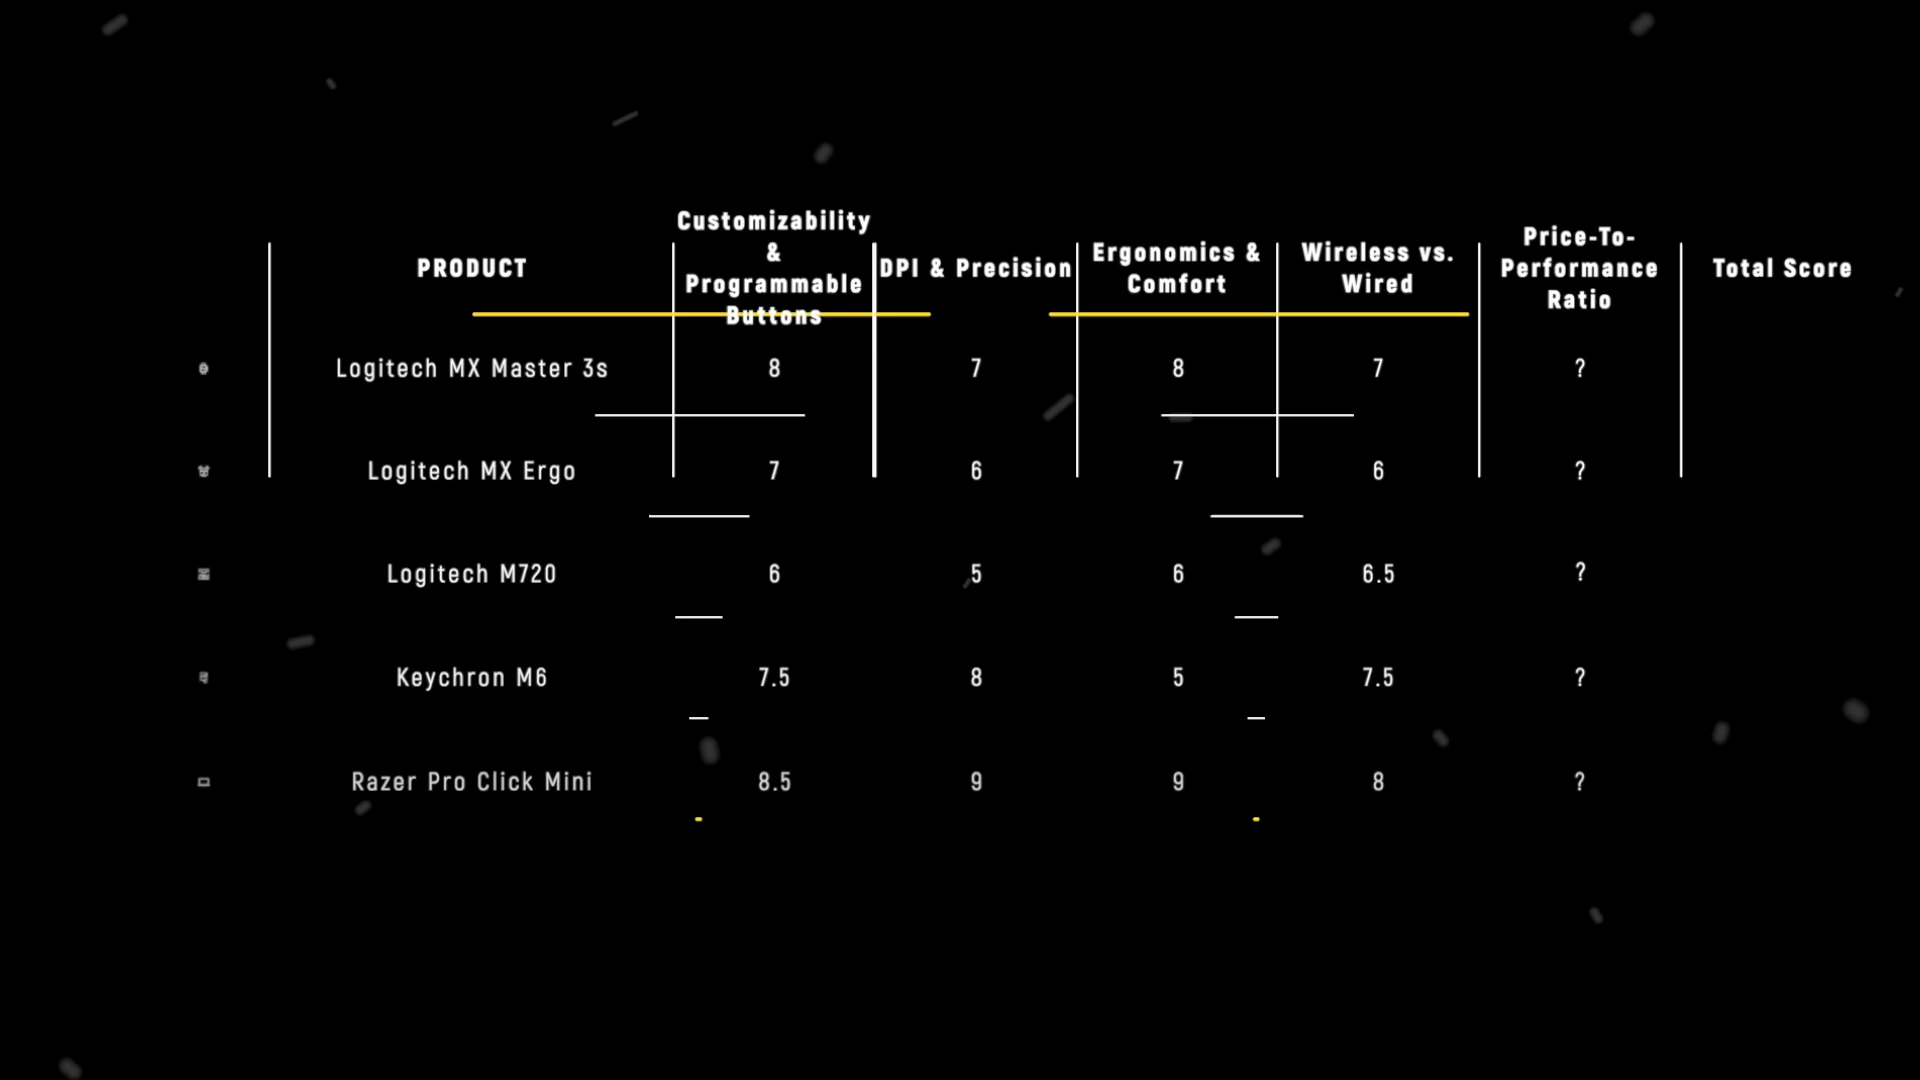 PRODUCT
Customizability
&
Programmable
Buttons
DPI & Precision
Ergonomics &
Comfort
Wireless vs.
Wired
Price-To-
Performance
Ratio
Total Score
Logitech MX Master 3s 8 7 8 7 ?
Logitech MX Ergo 7 6 7 6 ?
Logitech M720 6 5 6 6.5 ?
Keychron M6 7.5 8 5 7.5 ?
Razer Pro Click Mini 8.5 9 9 8 ?